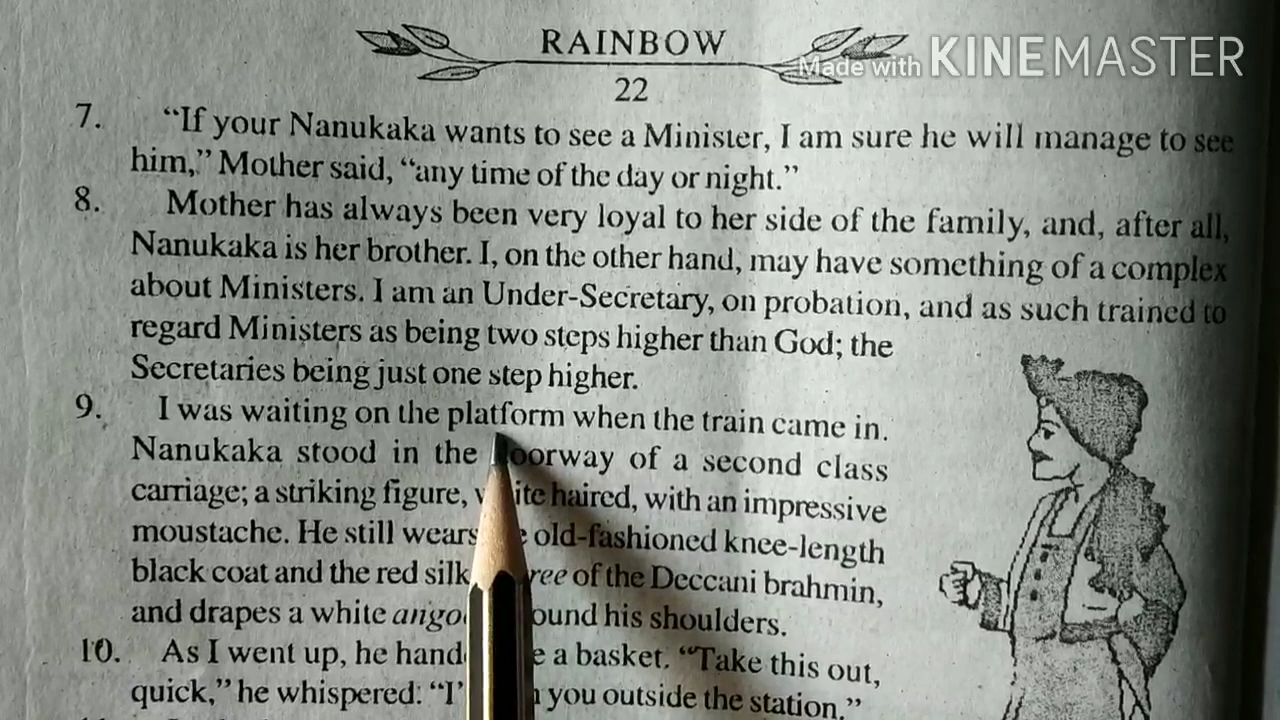 RAINBOW
Made with KINEMASTER
22
7. “If your Nanukaka wants to see a Minister, I am sure he will manage to see
him,” Mother said, “any time of the day or night.”
8. Mother has always been very loyal to her side of the family, and, after all,
Nanukaka is her brother. I, on the other hand, may have something of a complex
about Ministers. I am an Under-Secretary, on probation, and as such trained to
regard Ministers as being two steps higher than God; the
Secretaries being just one step higher.
9. I was waiting on the platform when the train came in.
Nanukaka stood in the doorway of a second class
carriage; a striking figure, white haired, with an impressive
moustache. He still wears old-fashioned knee-length
black coat and the red silk of the Deccani brahmin,
and drapes a white his shoulders.
10. As I went up, he a basket. “Take this out,
quick,” he whispered: you outside the station.”